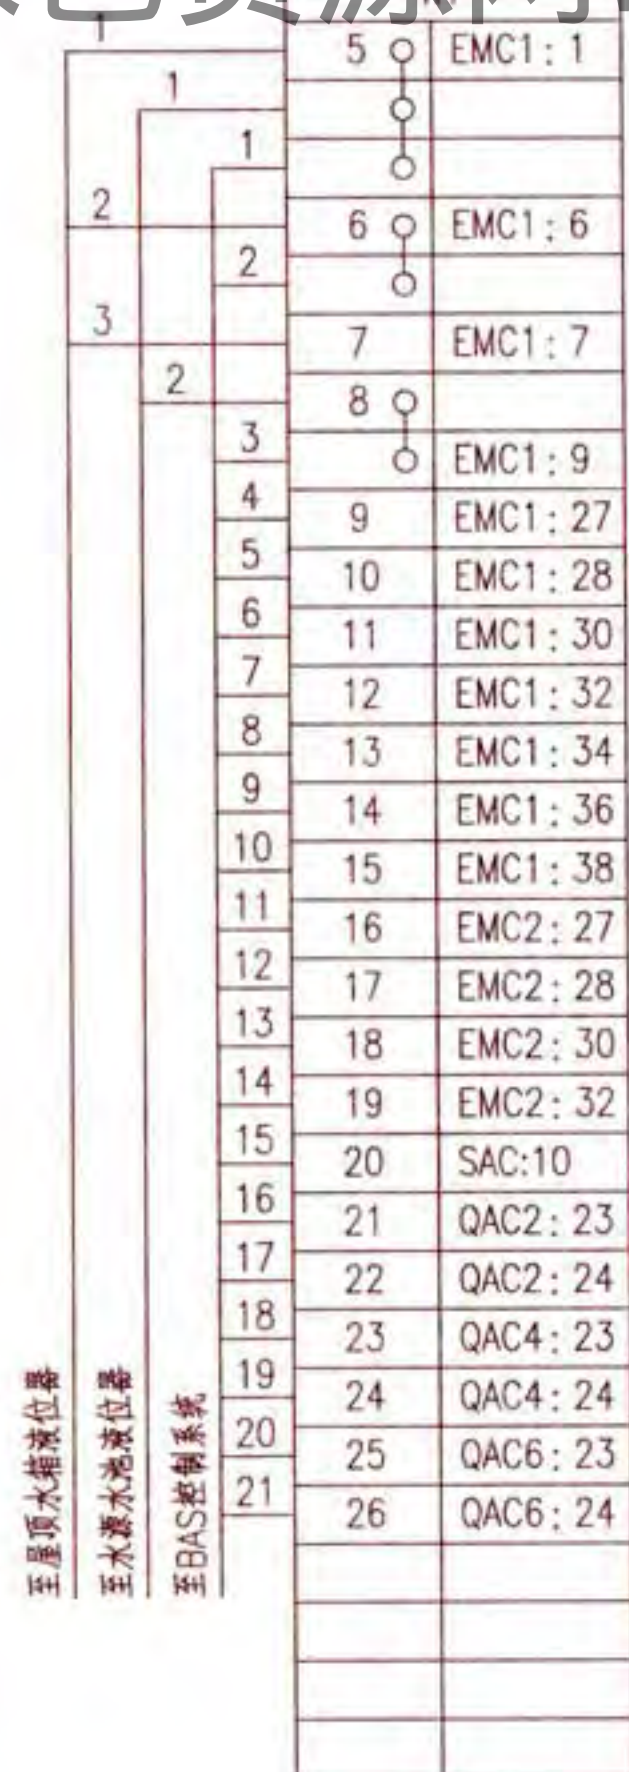 1
5 EMC1: 1
1
1
2
6 EMC1: 6
2
3
7 EMC1: 7
2
8
3
EMC1: 9
4
9 EMC1: 27
5
10 EMC1: 28
6
11 EMC1: 30
7
12 EMC1: 32
8
13 EMC1: 34
9
14 EMC1: 36
10
15 EMC1: 38
11
16 EMC2: 27
12
17 EMC2: 28
13
18 EMC2: 30
14
19 EMC2: 32
15
20 SAC:10
16
21 QAC2: 23
17
22 QAC2: 24
18
23 QAC4: 23
19
24 QAC4: 24
20
25 QAC6: 23
21
26 QAC6: 24
至屋顶水箱液位器
至水源水池液位器
至BAS控制系统